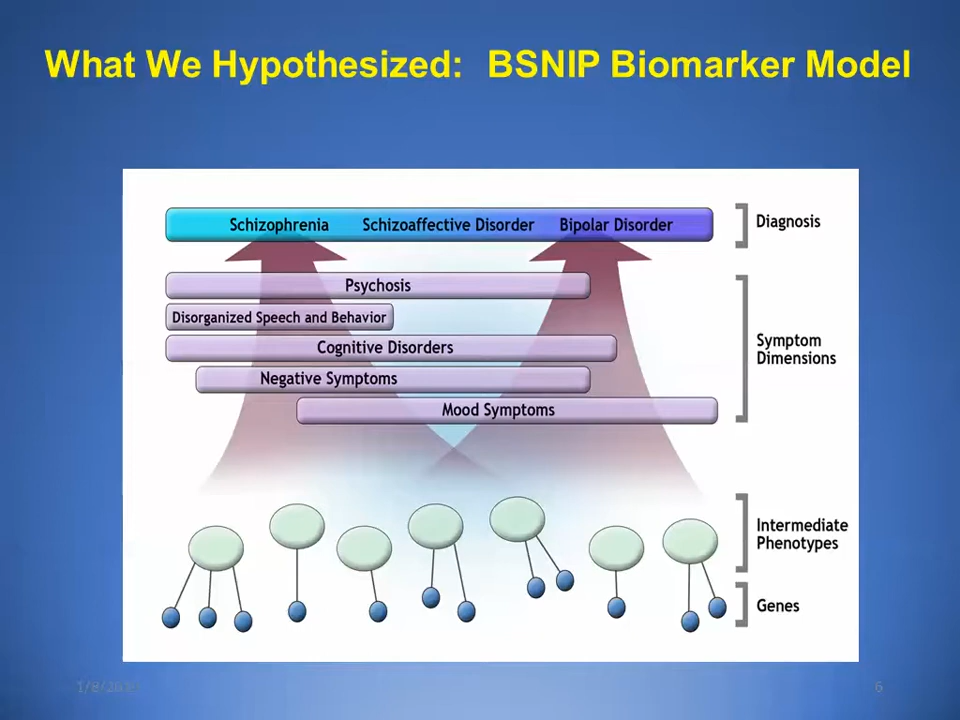 What We Hypothesized: BSNIP Biomarker Model
Schizophrenia Schizoaffective Disorder Bipolar Disorder
Diagnosis
Psychosis
Disorganized Speech and Behavior
Cognitive Disorders
Negative Symptoms
Mood Symptoms
Symptom
Dimensions
Intermediate
Phenotypes
Genes
6